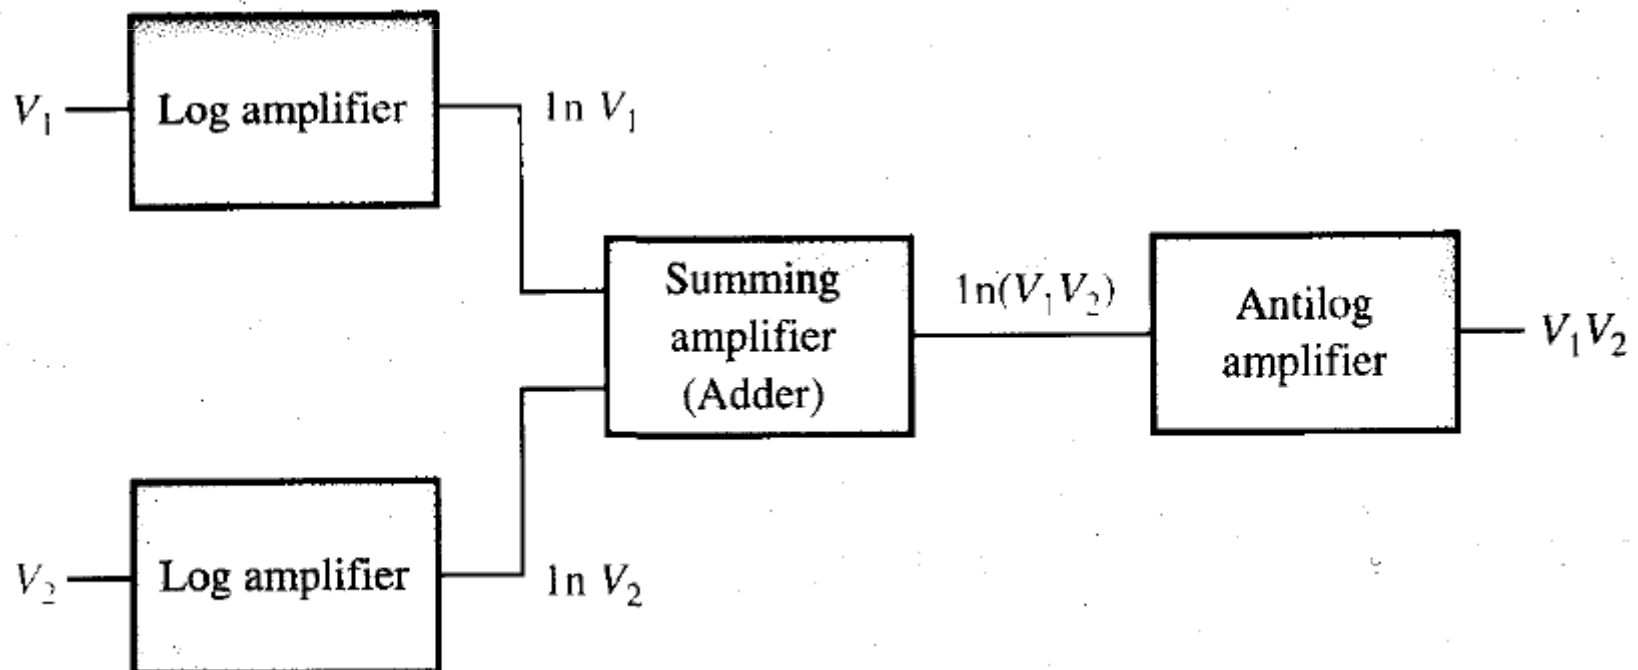 V₁
Log amplifier
ln V₁
Summing
amplifier
(Adder)
ln(V₁V₂)
Antilog
amplifier
V₁V₂
V₂
Log amplifier
ln V₂